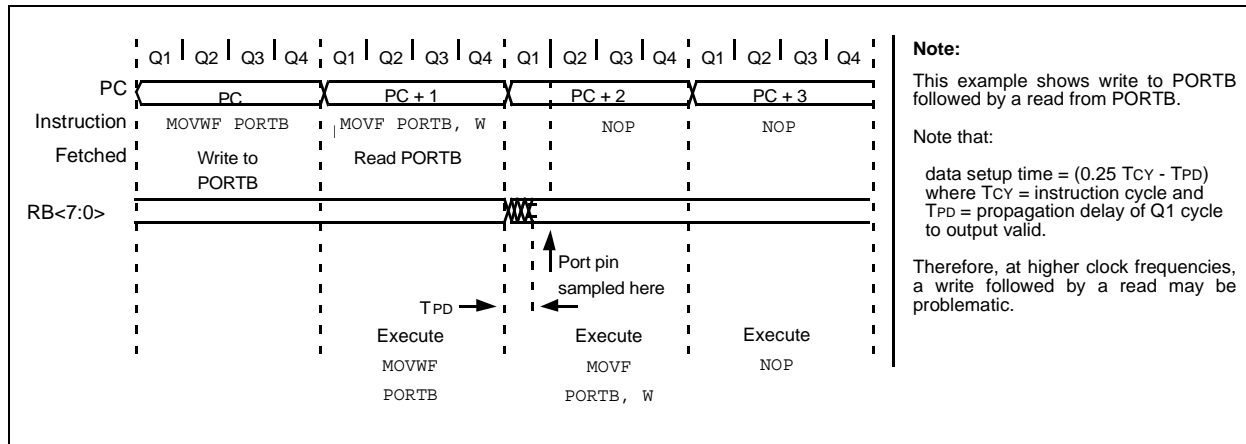 Q1 Q2 Q3 Q4 Q1 Q2 Q3 Q4 Q1 Q2 Q3 Q4 Q1 Q2 Q3 Q4
PC PC PC + 1 PC + 2 PC + 3
Instruction MOVWF PORTB MOVF PORTB, W NOP NOP
Fetched Write to Read PORTB
PORTB
RB<7:0>
Port pin
sampled here
TPD
Execute Execute Execute
MOVWF MOVF NOP
PORTB PORTB, W
Note:
This example shows write to PORTB
followed by a read from PORTB.
Note that:
data setup time = (0.25 TCY - TPD)
where TCY = instruction cycle and
TPD = propagation delay of Q1 cycle
to output valid.
Therefore, at higher clock frequencies,
a write followed by a read may be
problematic.